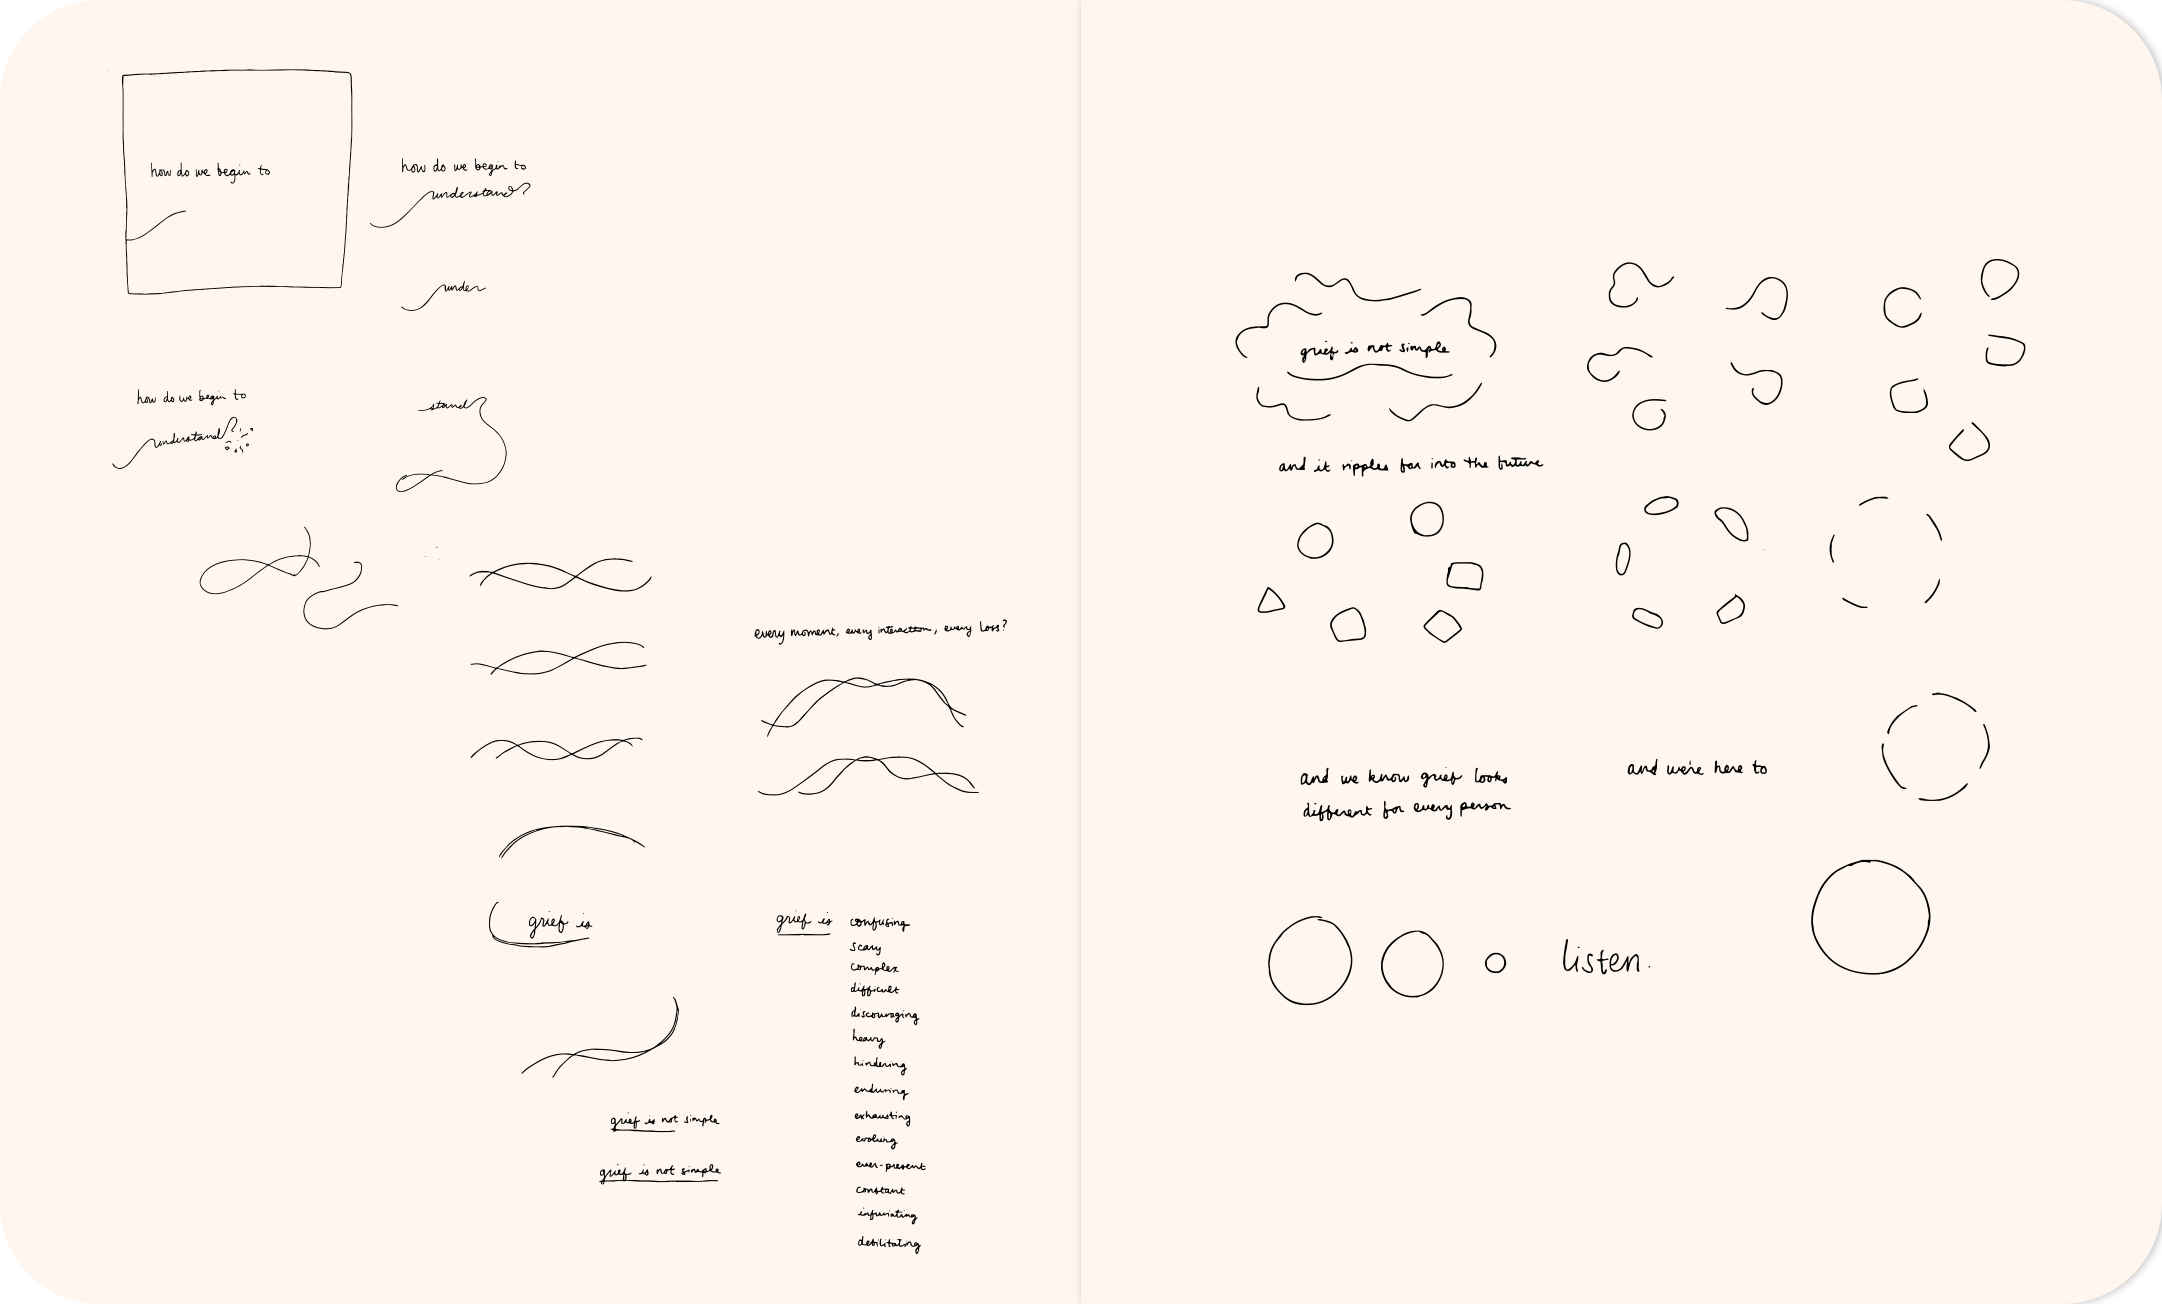 how do we begin to
how do we begin to
understand?
under
how do we begin to
understand?
stand
every moment, every interaction, every loss?
grief is
grief is
confusing
scary
complex
difficult
discouraging
heavy
hindering
enduring
exhausting
evolving
ever-present
constant
infuriating
debilitating
grief is not simple
grief is not simple
grief is not simple
and it ripples far into the future
and we know grief looks
different for every person
and we're here to
listen.